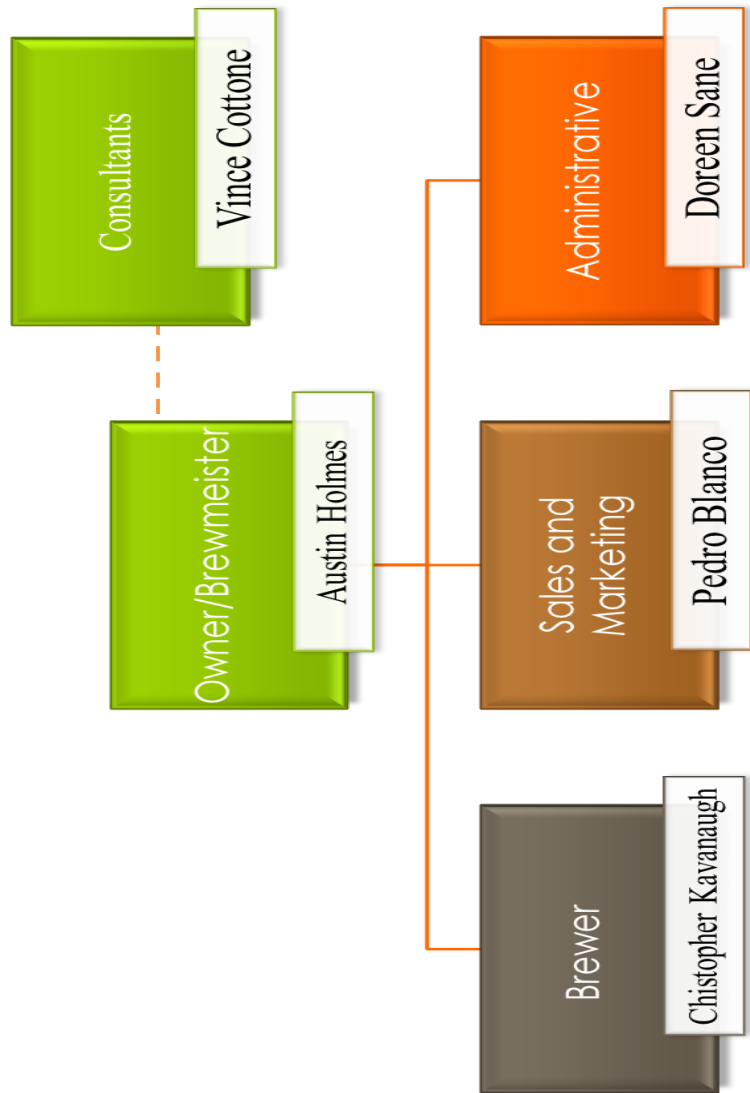 Consultants
Vince Cottone
Owner/Brewmeister
Austin Holmes
Brewer
Chistopher Kavanaugh
Sales and
Marketing
Pedro Blanco
Administrative
Doreen Sane